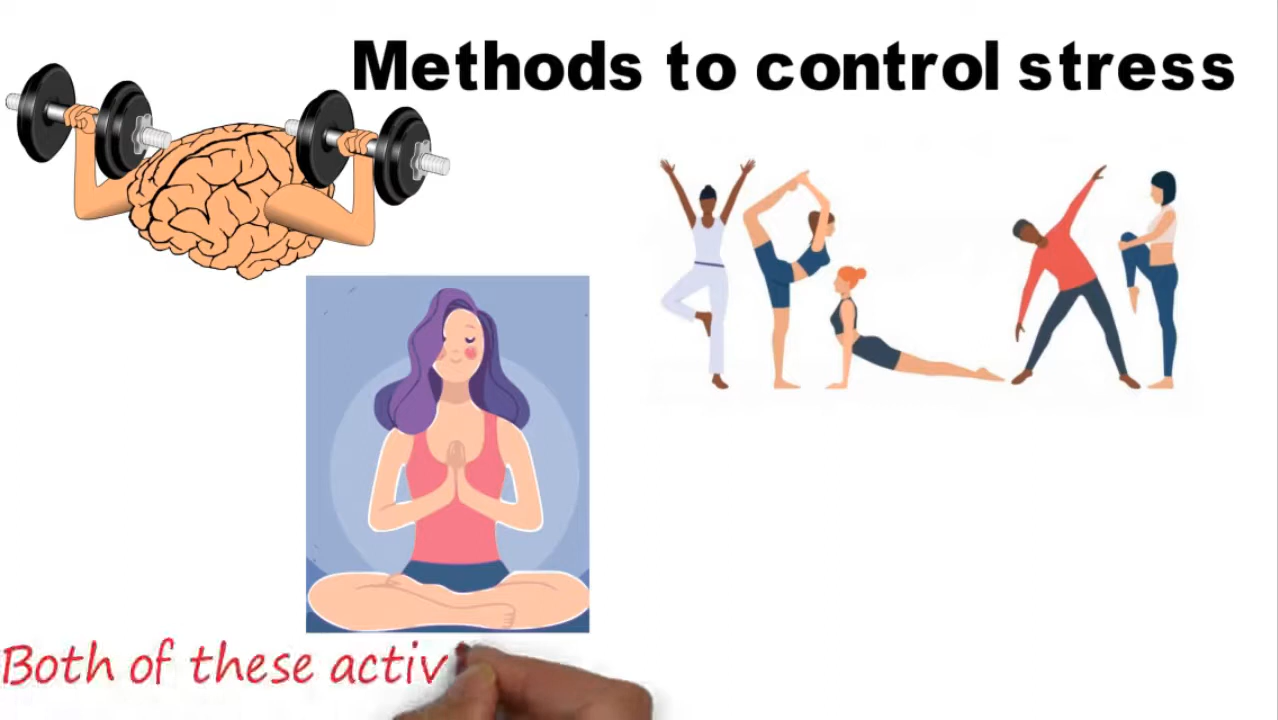 Methods to control stress
Both of these activ